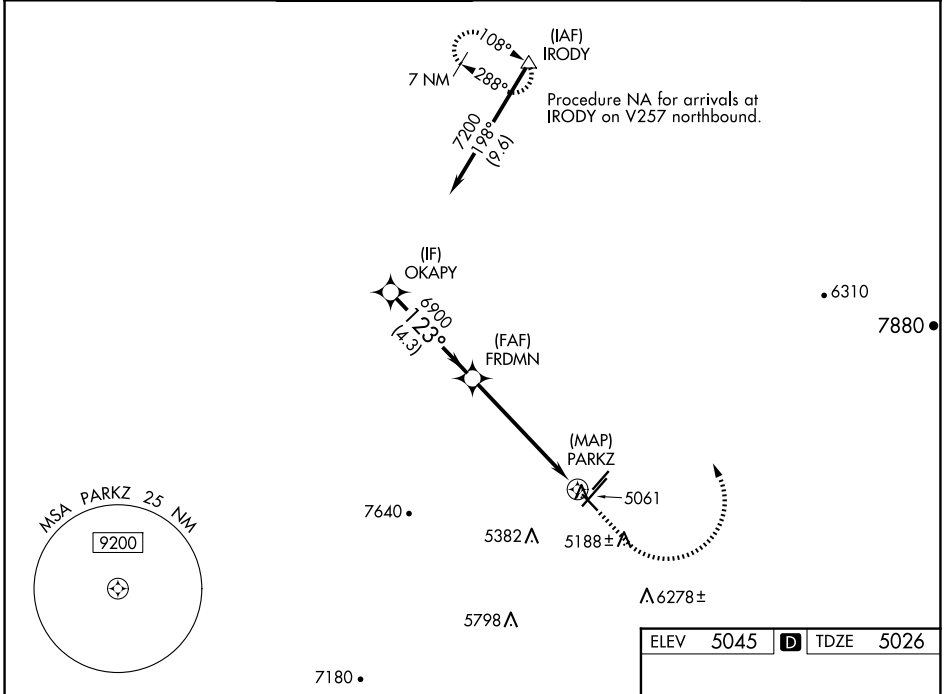 108°
(IAF)
IRODY
7 NM
288°
Procedure NA for arrivals at
IRODY on V257 northbound.
7200
198°
(9.6)
(IF)
OKAPY
6900
123°
(4.3)
(FAF)
FRDMN
6310
7880
(MAP)
PARKZ
5061
7640
5382
5188±
MSA PARKZ 25 NM
9200
6278±
5798
7180
ELEV 5045 D TDZE 5026